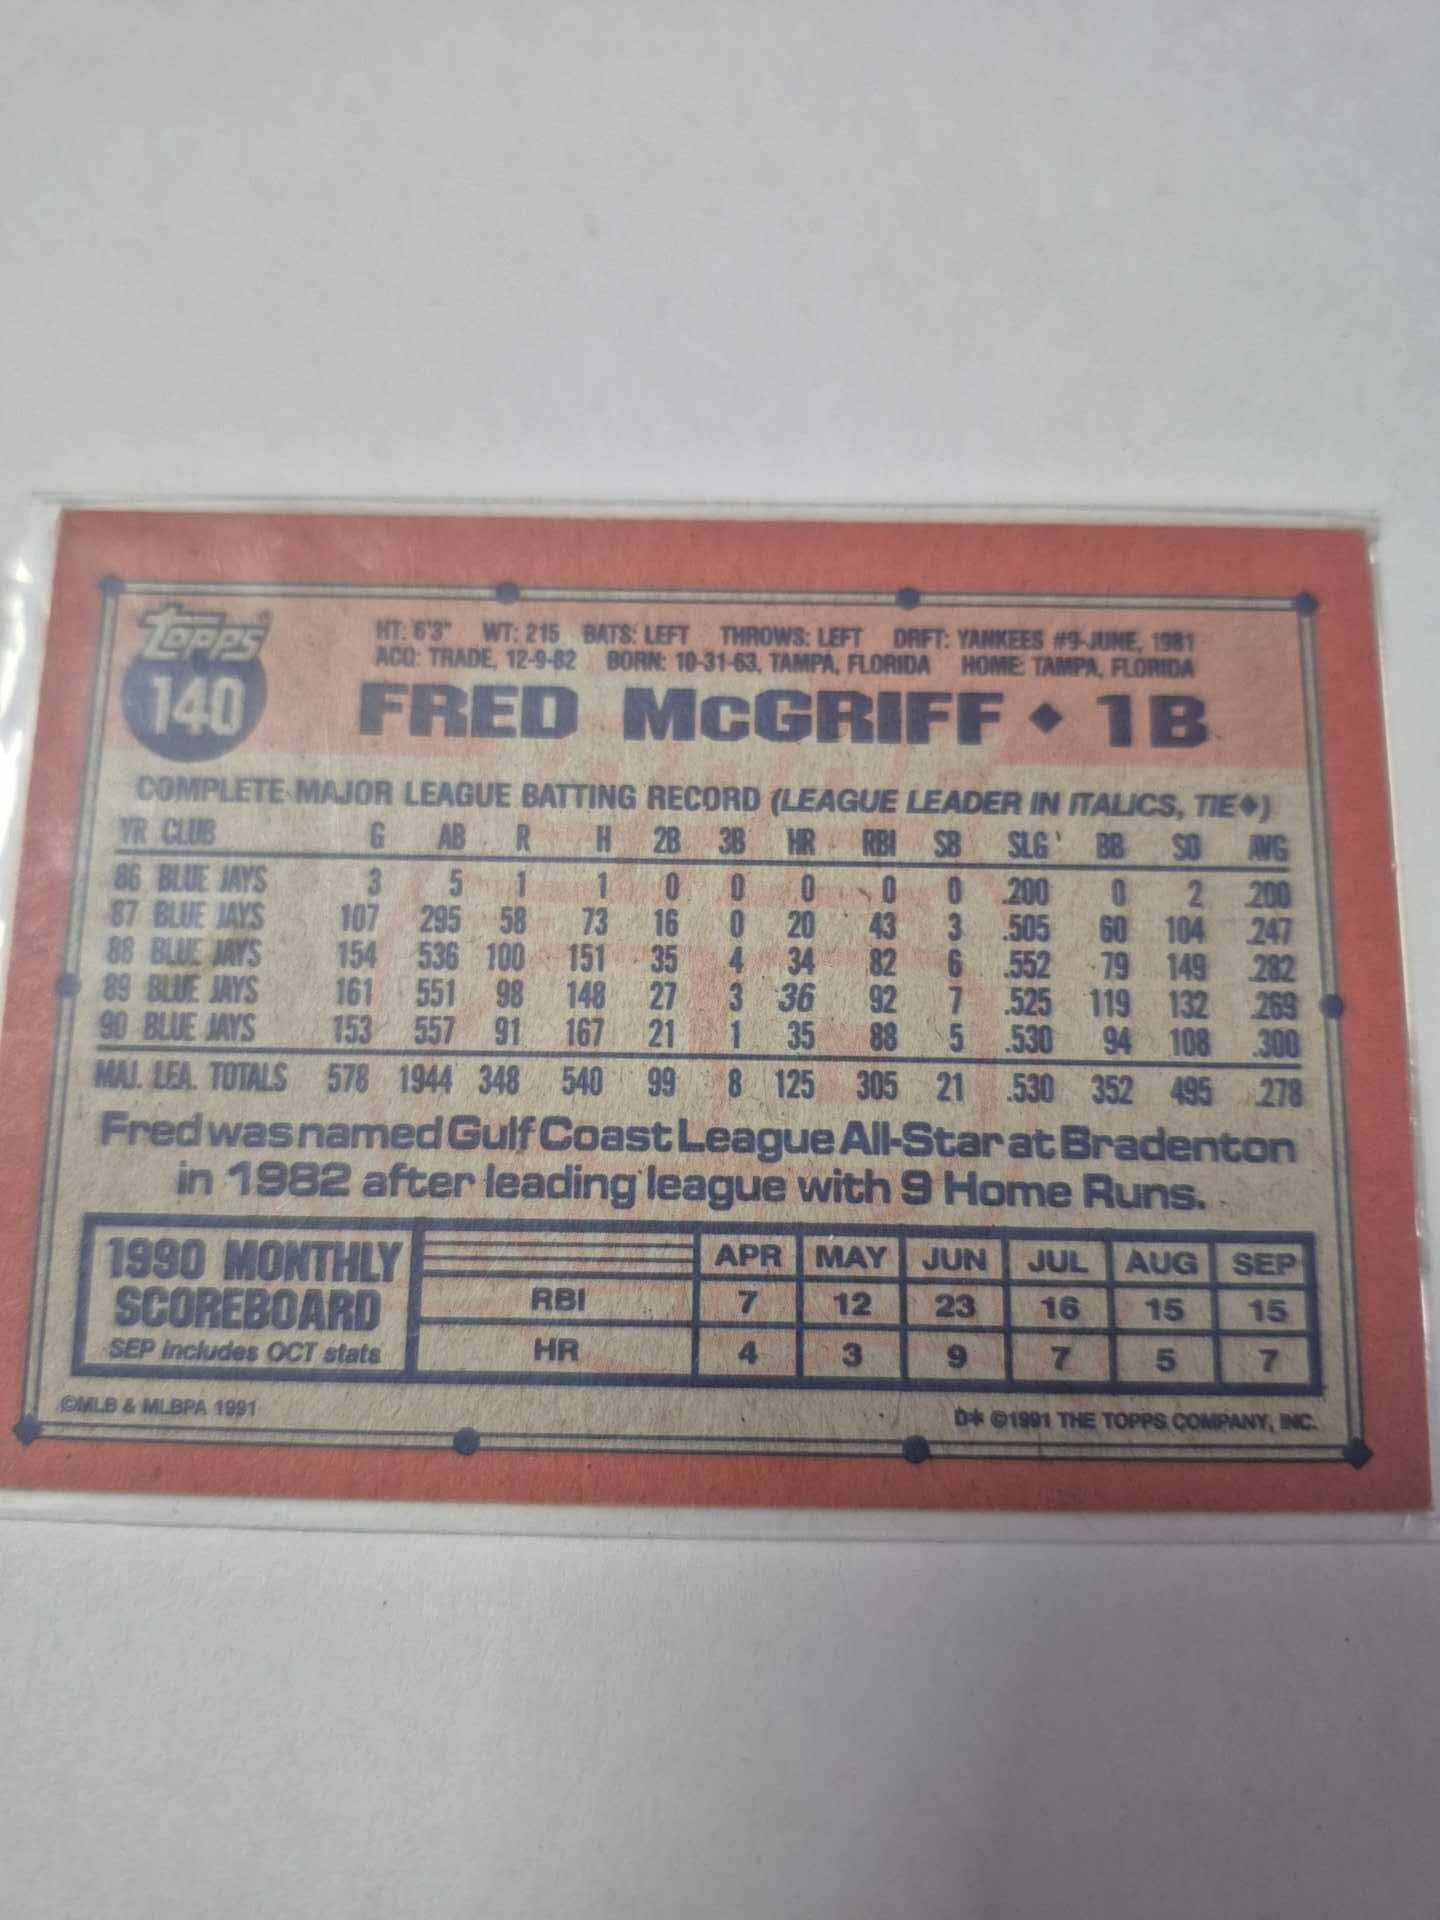 Topps
140
HT: 6'3" WT: 215 BATS: LEFT THROWS: LEFT DRFT: YANKEES #9-JUNE, 1981
ACQ: TRADE, 12-9-82 BORN: 10-31-63, TAMPA, FLORIDA HOME: TAMPA, FLORIDA
FRED McGRIFF ◆ 1B
COMPLETE MAJOR LEAGUE BATTING RECORD (LEAGUE LEADER IN ITALICS, TIE◆)
YR CLUB G AB R H 2B 3B HR RBI SB SLG BB SO AVG
86 BLUE JAYS 3 5 1 1 0 0 0 0 0 .200 0 2 .200
87 BLUE JAYS 107 295 58 73 16 0 20 43 3 .505 60 104 .247
88 BLUE JAYS 154 536 100 151 35 4 34 82 6 .552 79 149 .282
89 BLUE JAYS 161 551 98 148 27 3 36 92 7 .525 119 132 .269
90 BLUE JAYS 153 557 91 167 21 1 35 88 5 .530 94 108 .300
MAJ. LEA. TOTALS 578 1944 348 540 99 8 125 305 21 .530 352 495 .278
Fred was named Gulf Coast League All-Star at Bradenton
in 1982 after leading league with 9 Home Runs.
1990 MONTHLY
SCOREBOARD
SEP includes OCT stats
APR MAY JUN JUL AUG SEP
RBI 7 12 23 16 15 15
HR 4 3 9 7 5 7
©MLB & MLBPA 1991
D* ©1991 THE TOPPS COMPANY, INC.